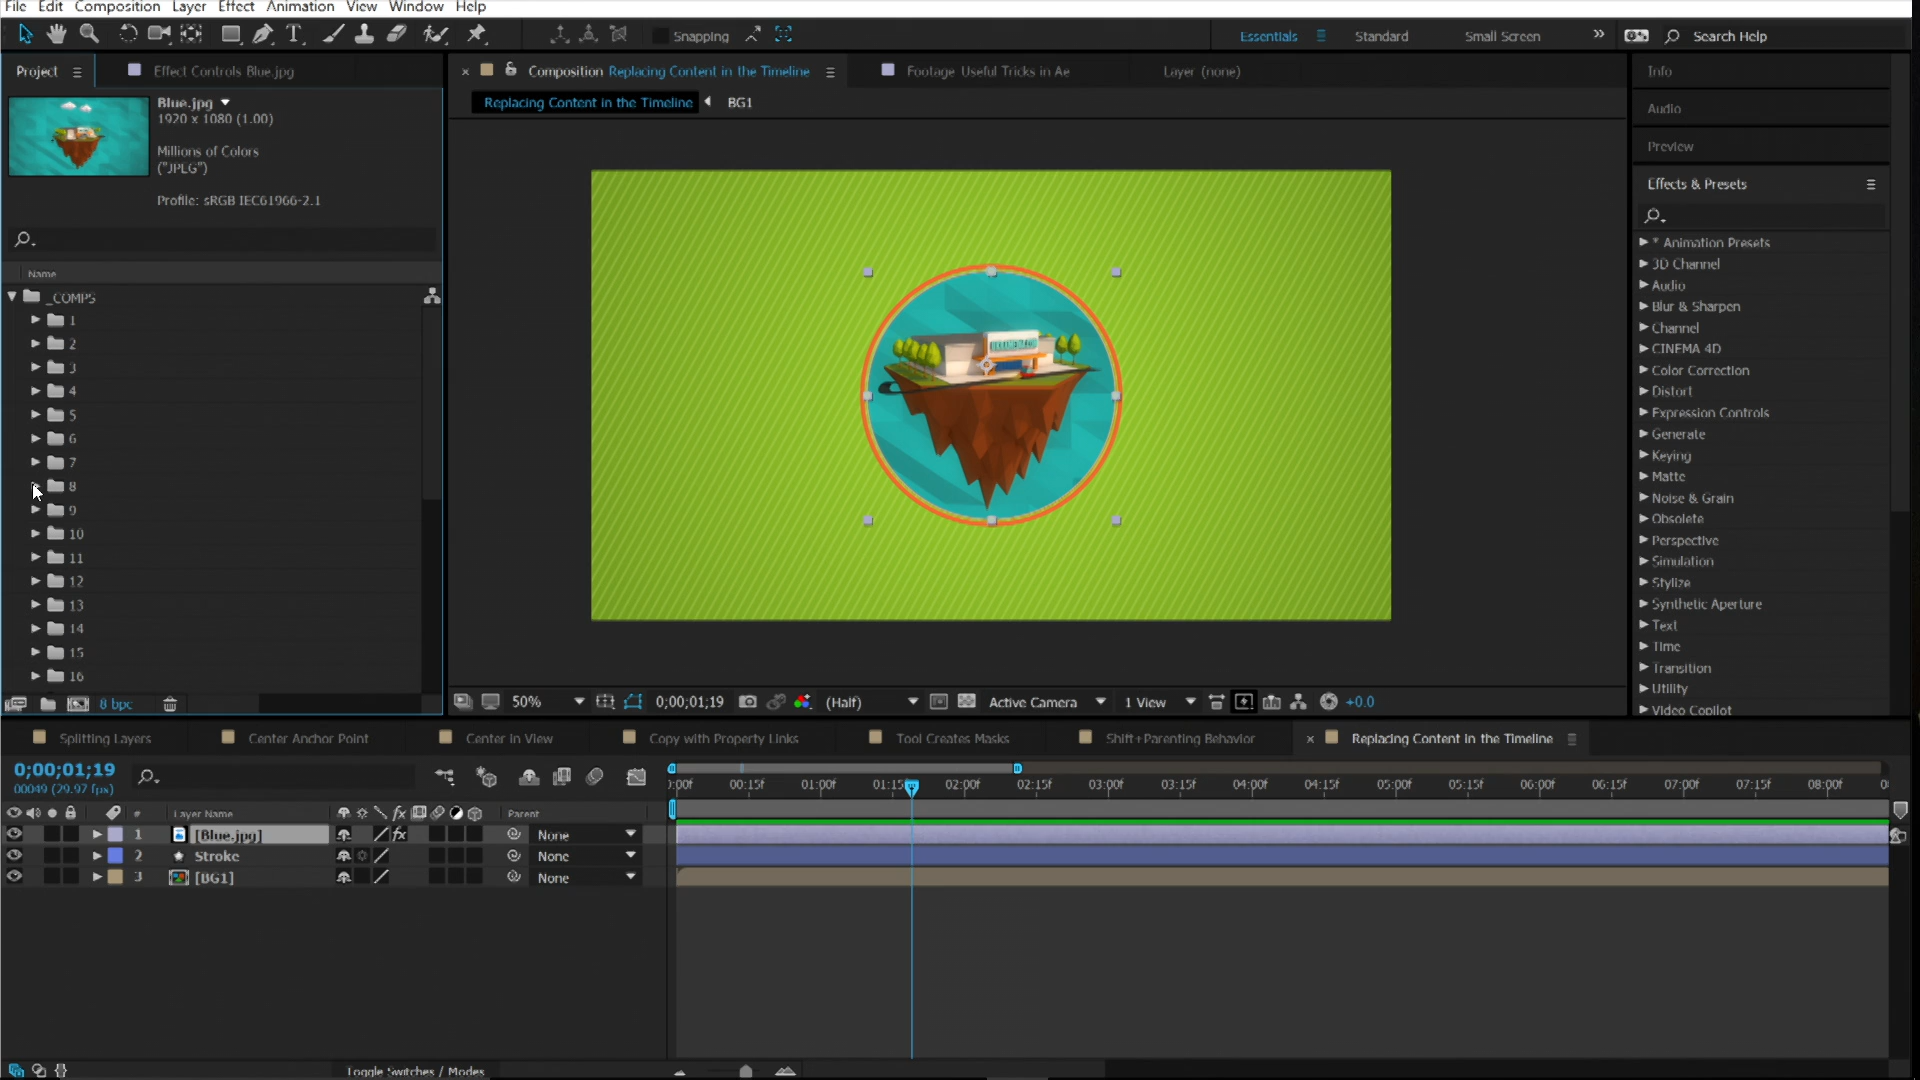 File Edit Composition Layer Effect Animation View Window Help
Snapping
Essentials Standard Small Screen » Search Help
Project Effect Controls Blue.jpg
Composition Replacing Content in the Timeline Footage Useful Tricks in Ae Layer (none)
Replacing Content in the Timeline BG1
Blue.jpg
1920 x 1080 (1.00)
Millions of Colors
("JPEG")
Profile: sRGB IEC61966-2.1
Name
_COMPS
1
2
3
4
5
6
7
8
9
10
11
12
13
14
15
16
8 bpc
50% 0;00;01;19 (Half) Active Camera 1 View +0.0
Info
Audio
Preview
Effects & Presets
* Animation Presets
3D Channel
Audio
Blur & Sharpen
Channel
CINEMA 4D
Color Correction
Distort
Expression Controls
Generate
Keying
Matte
Noise & Grain
Obsolete
Perspective
Simulation
Stylize
Synthetic Aperture
Text
Time
Transition
Utility
Video Copilot
Splitting Layers Center Anchor Point Center in View Copy with Property Links Tool Creates Masks Shift+Parenting Behavior × Replacing Content in the Timeline
0;00;01;19
00049 (29.97 fps)
):00f 00:15f 01:00f 01:15f 02:00f 02:15f 03:00f 03:15f 04:00f 04:15f 05:00f 05:15f 06:00f 06:15f 07:00f 07:15f 08:00f
# Layer Name fx Parent
1 [Blue.jpg] fx None
2 Stroke None
3 [BG1] None
Toggle Switches / Modes